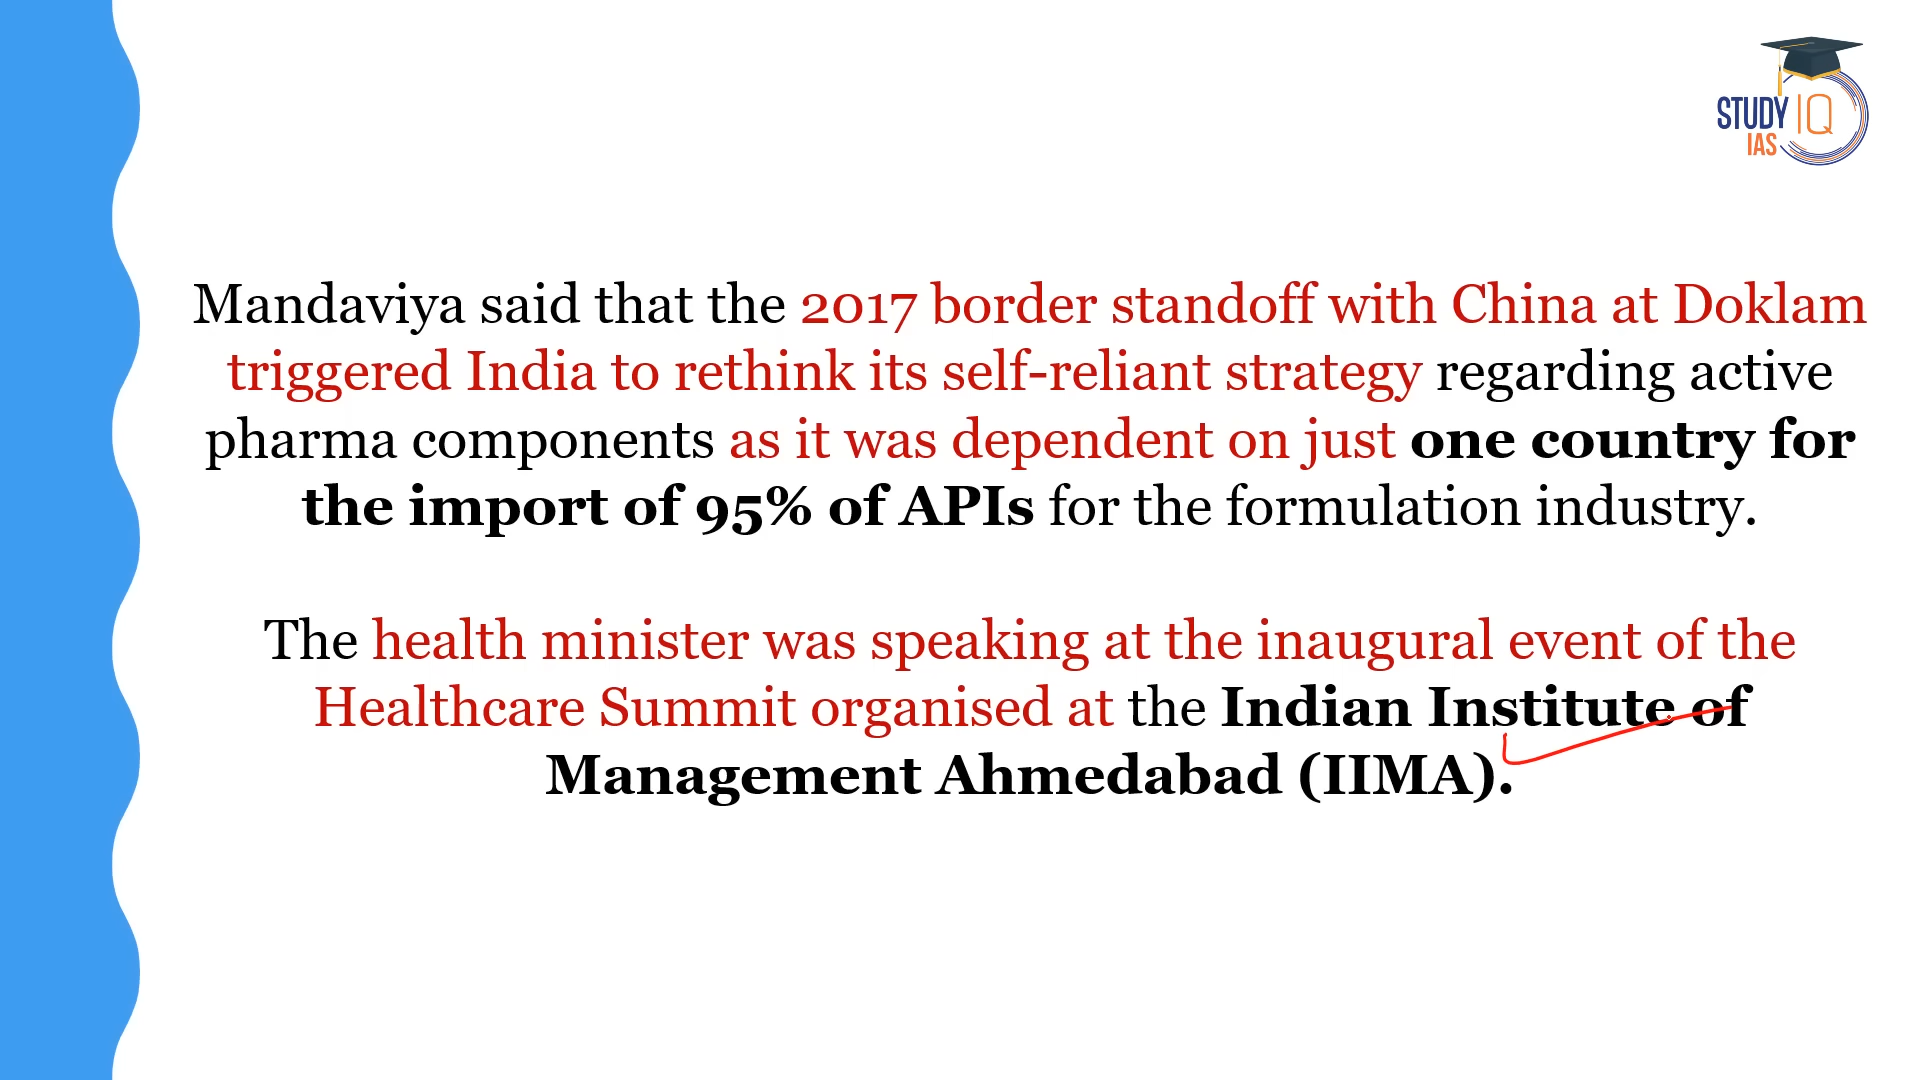 STUDY IQ
IAS
Mandaviya said that the 2017 border standoff with China at Doklam
triggered India to rethink its self-reliant strategy regarding active
pharma components as it was dependent on just one country for
the import of 95% of APIs for the formulation industry.
The health minister was speaking at the inaugural event of the
Healthcare Summit organised at the Indian Institute of
Management Ahmedabad (IIMA).